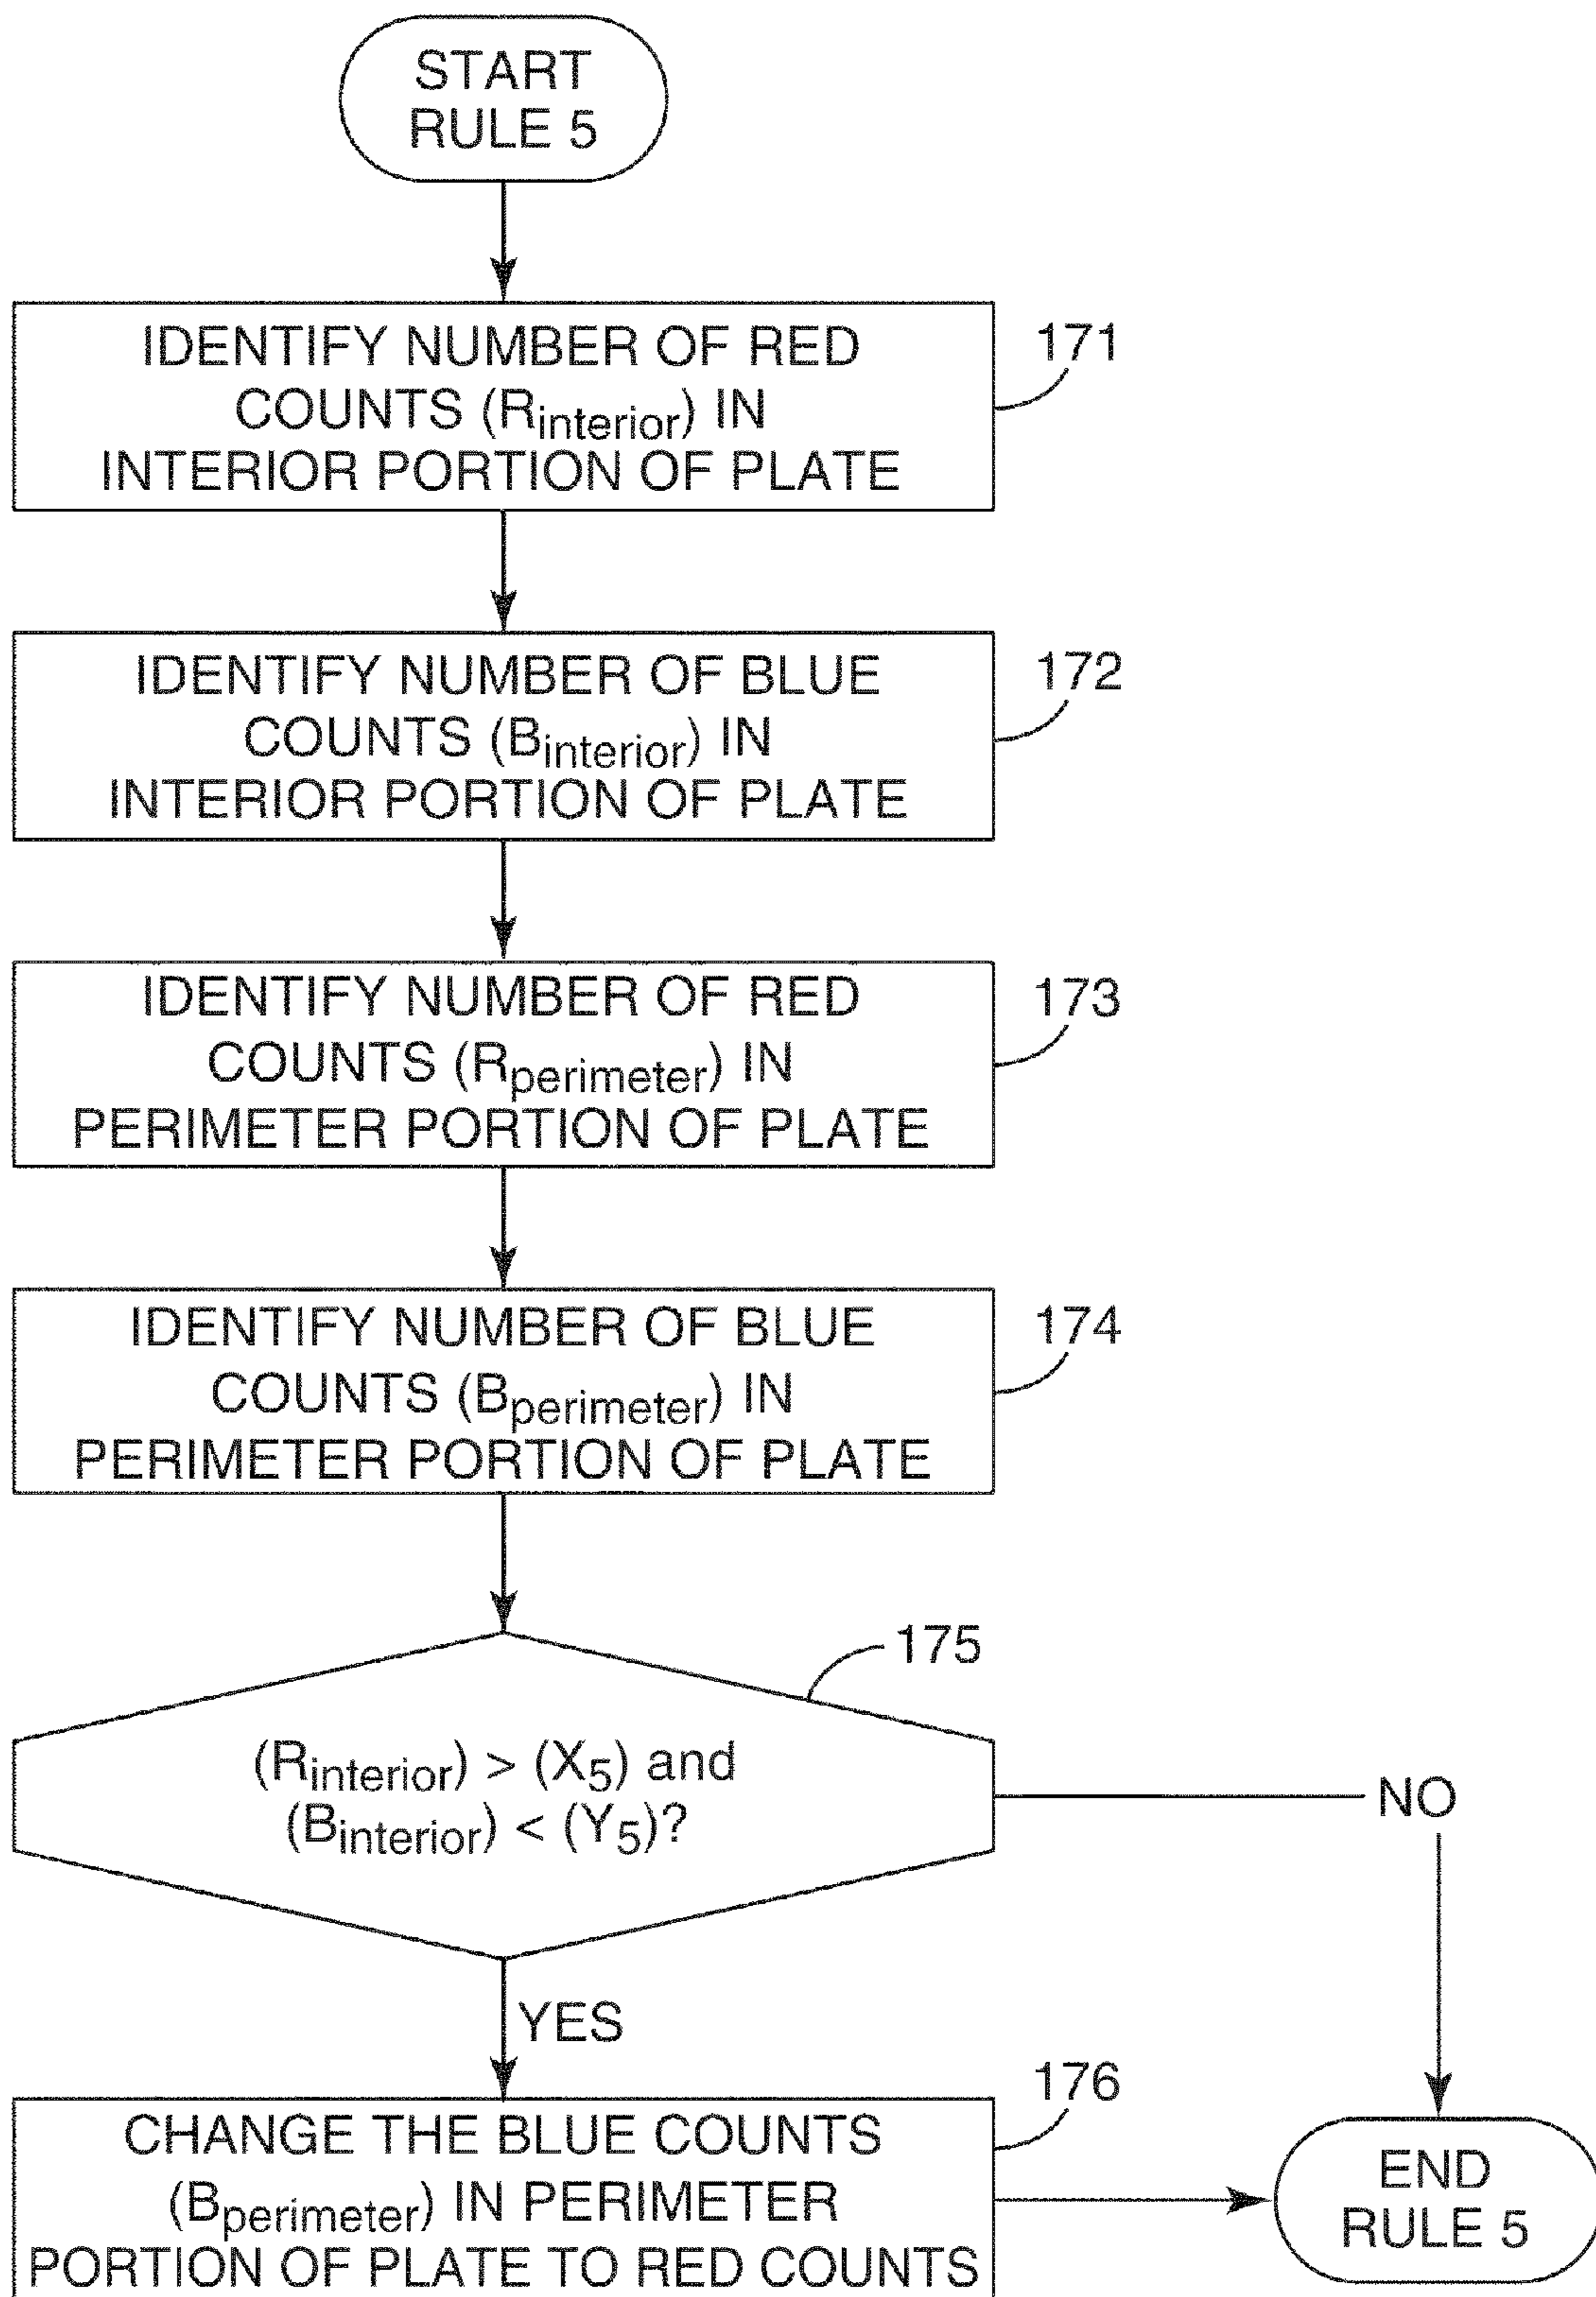 START
RULE 5
IDENTIFY NUMBER OF RED
COUNTS (Rinterior) IN
INTERIOR PORTION OF PLATE
171
IDENTIFY NUMBER OF BLUE
COUNTS (Binterior) IN
INTERIOR PORTION OF PLATE
172
IDENTIFY NUMBER OF RED
COUNTS (Rperimeter) IN
PERIMETER PORTION OF PLATE
173
IDENTIFY NUMBER OF BLUE
COUNTS (Bperimeter) IN
PERIMETER PORTION OF PLATE
174
175
(Rinterior) > (X5) and
(Binterior) < (Y5)?
NO
YES
CHANGE THE BLUE COUNTS
(Bperimeter) IN PERIMETER
PORTION OF PLATE TO RED COUNTS
176
END
RULE 5